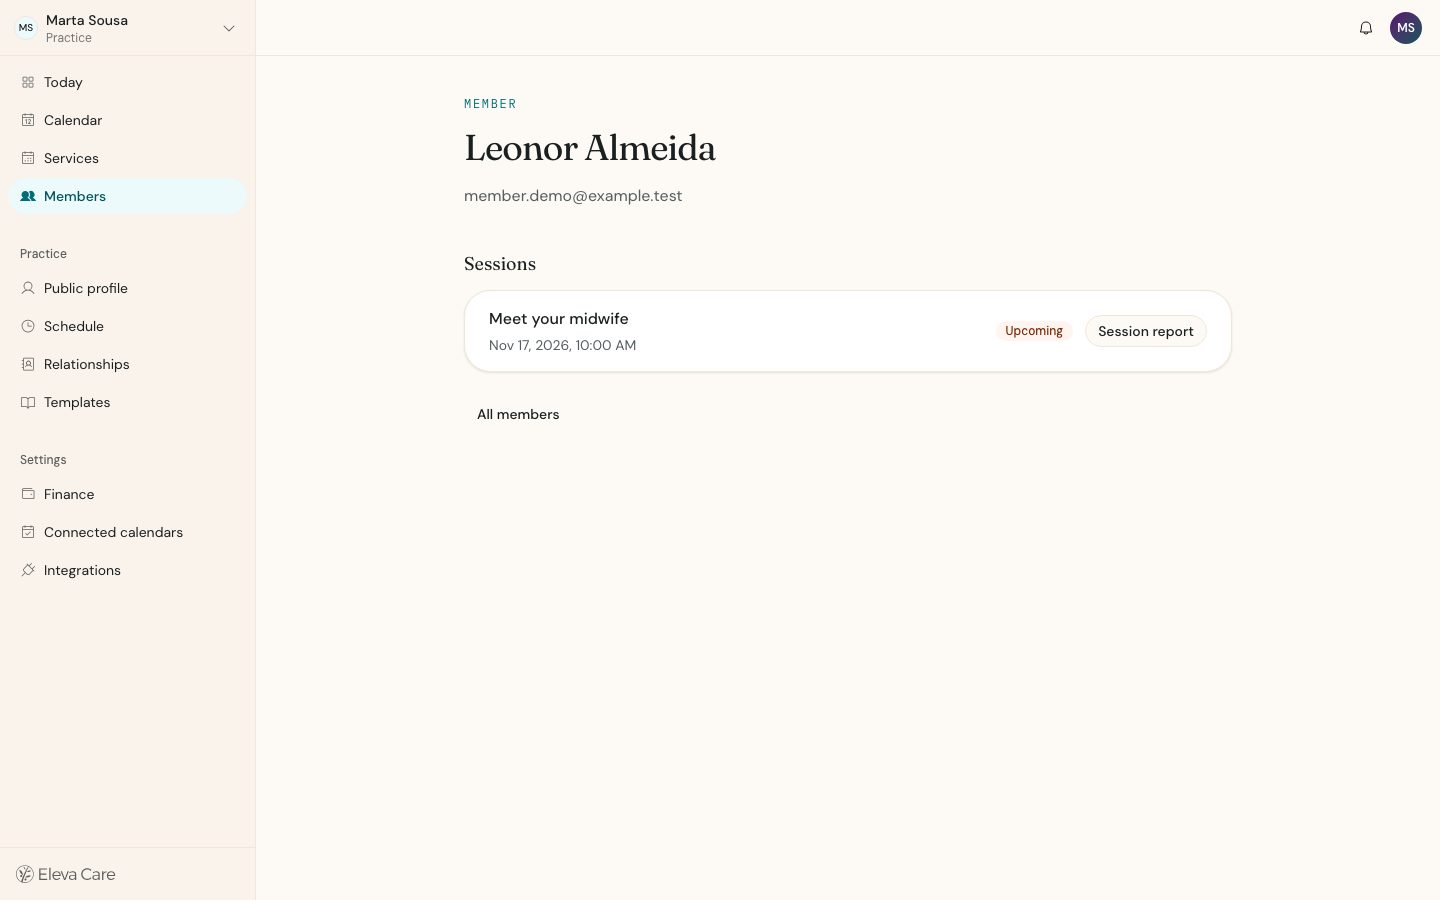 MS
Marta Sousa
Practice
Today
Calendar
Services
Members
Practice
Public profile
Schedule
Relationships
Templates
Settings
Finance
Connected calendars
Integrations
Eleva Care
MS
MEMBER
Leonor Almeida
member.demo@example.test
Sessions
Meet your midwife
Nov 17, 2026, 10:00 AM
Upcoming
Session report
All members